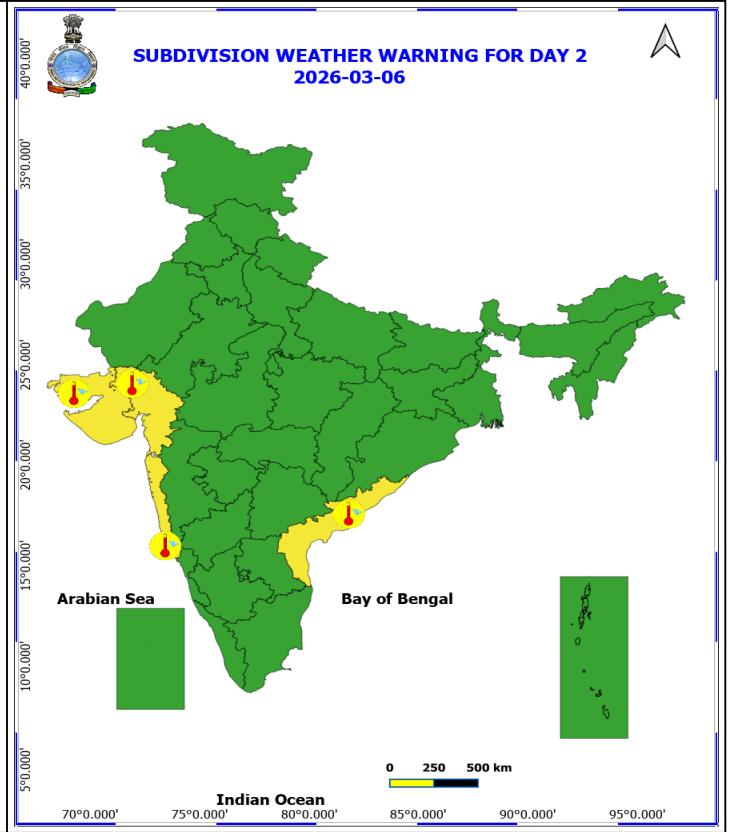 SUBDIVISION WEATHER WARNING FOR DAY 2
2026-03-06
40°0.000'
35°0.000'
30°0.000'
25°0.000'
20°0.000'
15°0.000'
10°0.000'
5°0.000'
Arabian Sea
Bay of Bengal
0 250 500 km
Indian Ocean
70°0.000' 75°0.000' 80°0.000' 85°0.000' 90°0.000' 95°0.000'